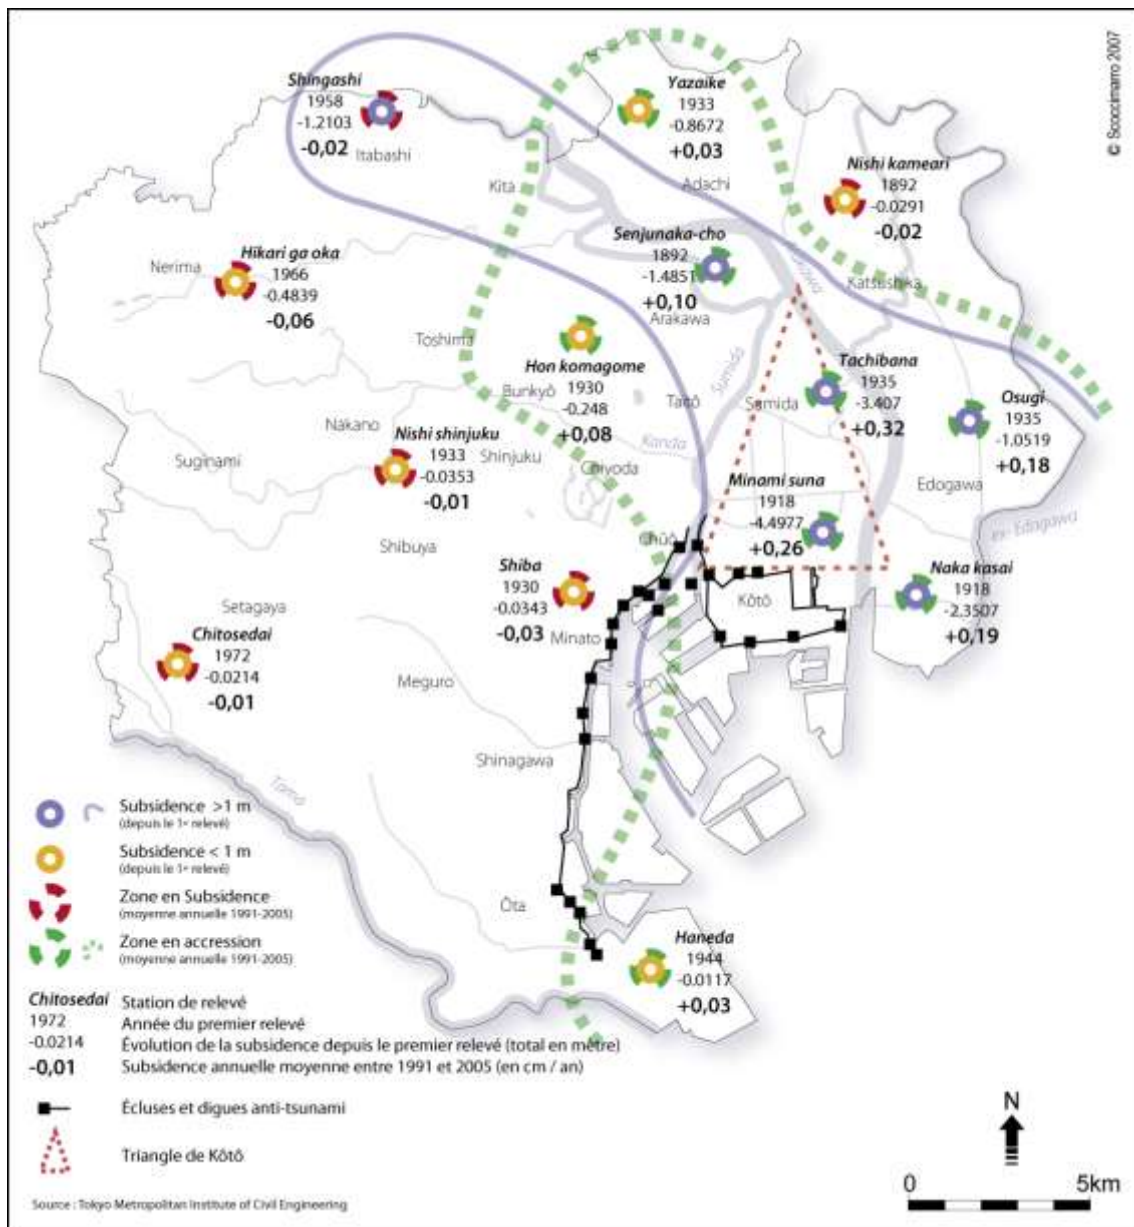 © Scoccimarro 2007
Shingashi
1958
-1.2103
-0,02
Itabashi
Yazaike
1933
-0.8672
+0,03
Nishi kameari
1892
-0.0291
-0,02
Kita
Adachi
Senjunaka-cho
1892
-1.4851
+0,10
Arakawa
Katsushika
Nerima
Hikari ga oka
1966
-0.4839
-0,06
Toshima
Hon komagome
1930
-0.248
+0,08
Bunkyô
Taitô
Sumida
Sumida
Tachibana
1935
-3.407
+0,32
Osugi
1935
-1.0519
+0,18
Nakano
Suginami
Nishi shinjuku
1933
-0.0353
-0,01
Shinjuku
Kanda
Chiyoda
Minami suna
1918
-4.4977
+0,26
Edogawa
ex- Edogawa
Shibuya
Chûô
Shiba
1930
-0.0343
-0,03
Minato
Kôtô
Naka kasai
1918
-2.3507
+0,19
Setagaya
Chitosedai
1972
-0.0214
-0,01
Meguro
Shinagawa
Tama
Ôta
Haneda
1944
-0.0117
+0,03
Subsidence >1 m
(depuis le 1er relevé)
Subsidence < 1 m
(depuis le 1er relevé)
Zone en Subsidence
(moyenne annuelle 1991-2005)
Zone en accression
(moyenne annuelle 1991-2005)
Chitosedai Station de relevé
1972 Année du premier relevé
-0.0214 Évolution de la subsidence depuis le premier relevé (total en mètre)
-0,01 Subsidence annuelle moyenne entre 1991 et 2005 (en cm / an)
Écluses et digues anti-tsunami
Triangle de Kôtô
Source : Tokyo Metropolitan Institute of Civil Engineering
N
0 5km